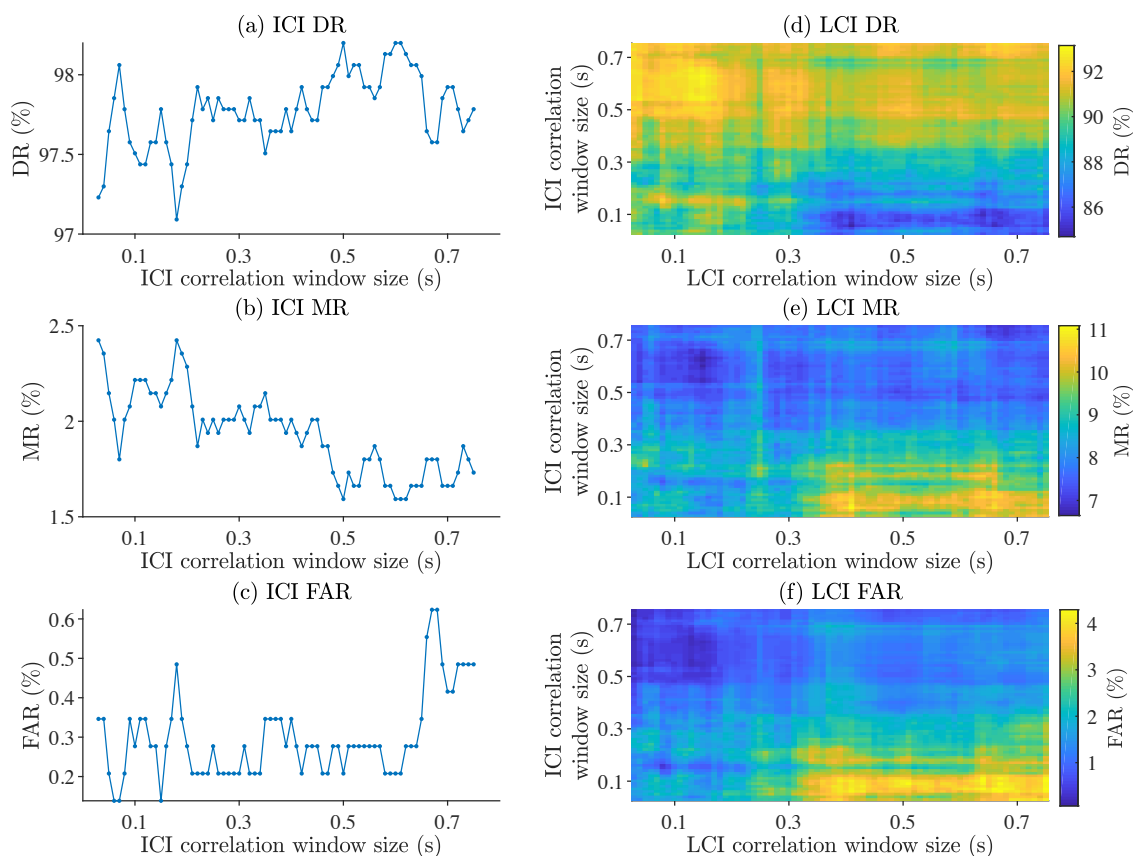 (a) ICI DR
98
97.5
97
DR (%)
0.1 0.3 0.5 0.7
ICI correlation window size (s)
(d) LCI DR
0.7
0.5
0.3
0.1
ICI correlation
window size (s)
0.1 0.3 0.5 0.7
LCI correlation window size (s)
92
90
88
86
DR (%)
(b) ICI MR
2.5
2
1.5
MR (%)
0.1 0.3 0.5 0.7
ICI correlation window size (s)
(e) LCI MR
0.7
0.5
0.3
0.1
ICI correlation
window size (s)
0.1 0.3 0.5 0.7
LCI correlation window size (s)
11
10
9
8
7
MR (%)
(c) ICI FAR
0.6
0.5
0.4
0.3
0.2
FAR (%)
0.1 0.3 0.5 0.7
ICI correlation window size (s)
(f) LCI FAR
0.7
0.5
0.3
0.1
ICI correlation
window size (s)
0.1 0.3 0.5 0.7
LCI correlation window size (s)
4
3
2
1
FAR (%)